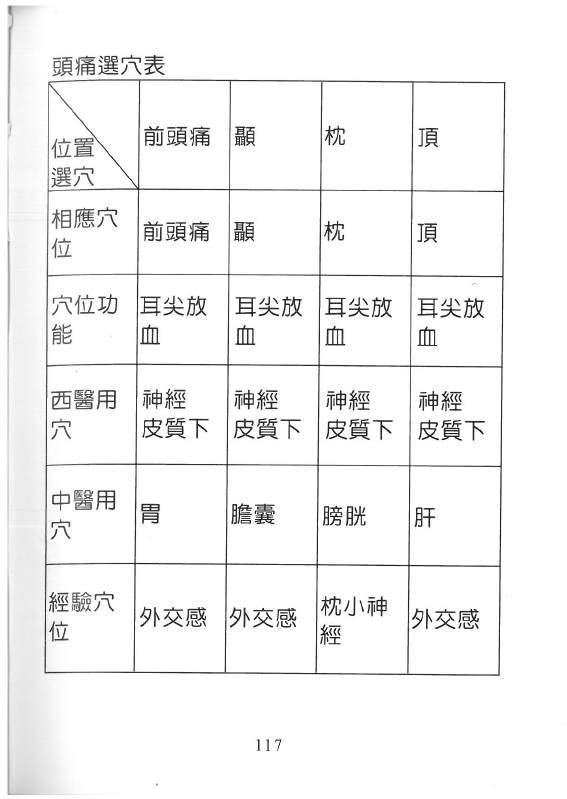 頭痛選穴表
位置
選穴
前頭痛 顳 枕 頂
相應穴
位
前頭痛 顳 枕 頂
穴位功
能
耳尖放
血
耳尖放
血
耳尖放
血
耳尖放
血
西醫用
穴
神經
皮質下
神經
皮質下
神經
皮質下
神經
皮質下
中醫用
穴
胃 膽囊 膀胱 肝
經驗穴
位
外交感 外交感
枕小神
經
外交感
117